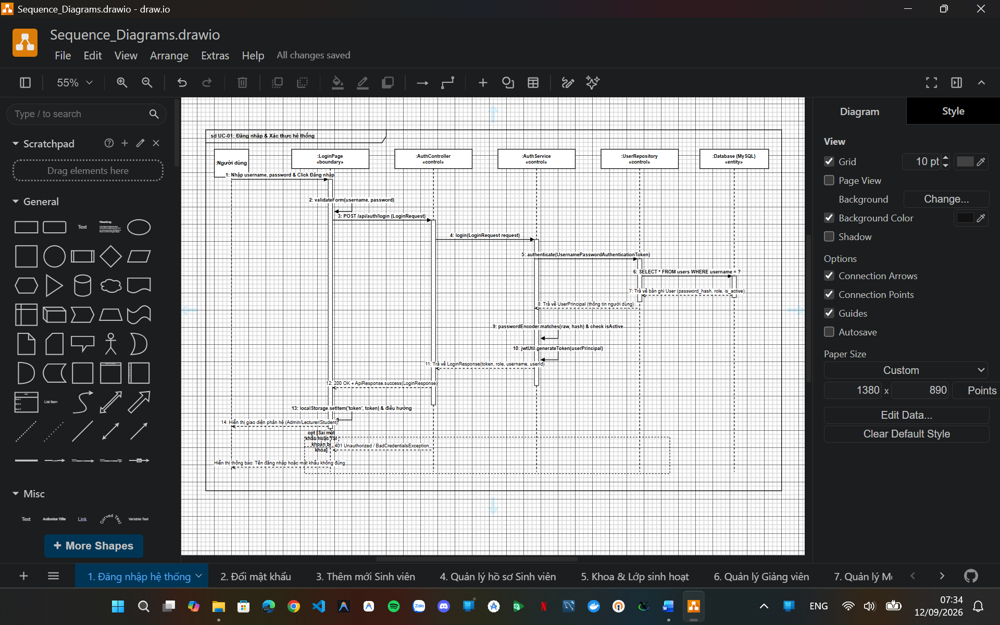 Sequence_Diagrams.drawio - draw.io
Sequence_Diagrams.drawio
File Edit View Arrange Extras Help All changes saved
55%
Type / to search
Scratchpad
Drag elements here
General
Text
Heading
List
Item 1
Item 2
Item 3
List Item
Misc
Text
Autosize Title
Link
Curved Text
Variable Text
+ More Shapes
sd UC-01: Đăng nhập & Xác thực hệ thống
:Người dùng
:LoginPage
«boundary»
:AuthController
«control»
:AuthService
«control»
:UserRepository
«control»
:Database (MySQL)
«entity»
1: Nhập username, password & Click Đăng nhập
2: validateForm(username, password)
3: POST /api/auth/login (LoginRequest)
4: login(LoginRequest request)
5: authenticate(UsernamePasswordAuthenticationToken)
6: SELECT * FROM users WHERE username = ?
7: Trả về bản ghi User (password_hash, role, is_active)
8: Trả về UserPrincipal (thông tin người dùng)
9: passwordEncoder.matches(raw, hash) & check isActive
10: jwtUtil.generateToken(userPrincipal)
11: Trả về LoginResponse(token, role, username, userId)
12: 200 OK + ApiResponse.success(LoginResponse)
13: localStorage.setItem('token', token) & điều hướng
14: Hiển thị giao diện phân hệ (Admin/Lecturer/Student)
opt [Sai mật
khẩu hoặc Tài
khoản bị
khóa]
401 Unauthorized / BadCredentialsException
Hiển thị thông báo: Tên đăng nhập hoặc mật khẩu không đúng
Diagram
Style
View
Grid
10 pt
Page View
Background
Change...
Background Color
Shadow
Options
Connection Arrows
Connection Points
Guides
Autosave
Paper Size
Custom
1380 x 890 Points
Edit Data...
Clear Default Style
1. Đăng nhập hệ thống
2. Đổi mật khẩu
3. Thêm mới Sinh viên
4. Quản lý hồ sơ Sinh viên
5. Khoa & Lớp sinh hoạt
6. Quản lý Giảng viên
7. Quản lý
Zalo
ENG
07:34
12/09/2026